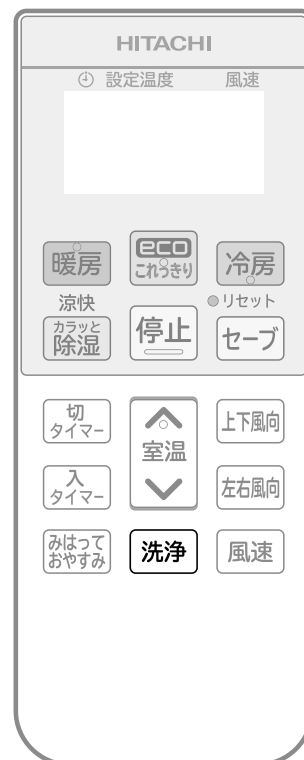 HITACHI
設定温度 風速
暖房
eco
これっきり
冷房
涼快
カラッと
除湿
停止
リセット
セーブ
切
タイマー
室温
上下風向
入
タイマー
左右風向
みはって
おやすみ
洗浄
風速